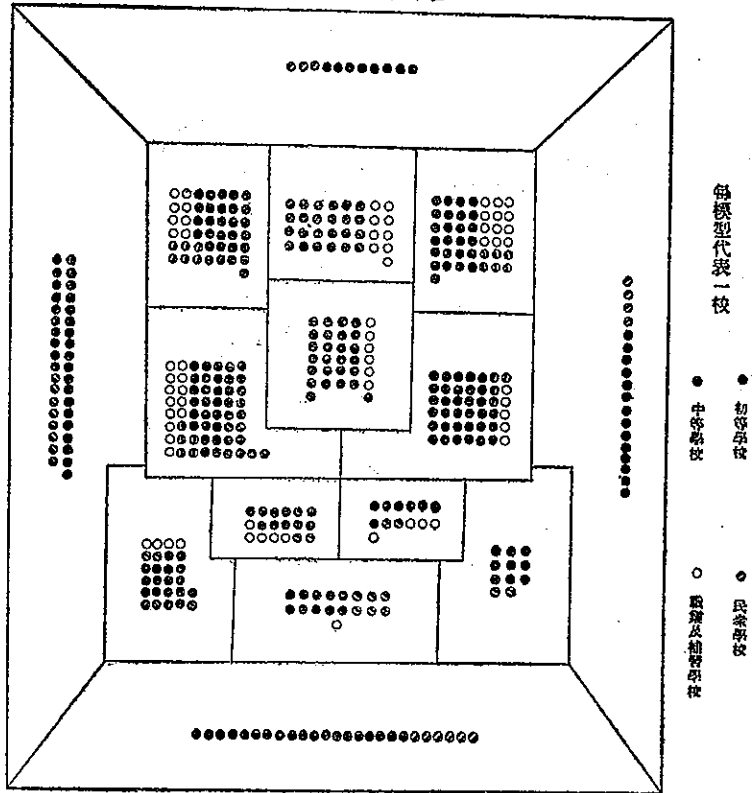 每模型代表一校
● 初等學校
● 中等學校
民衆學校
○ 職業及補習學校